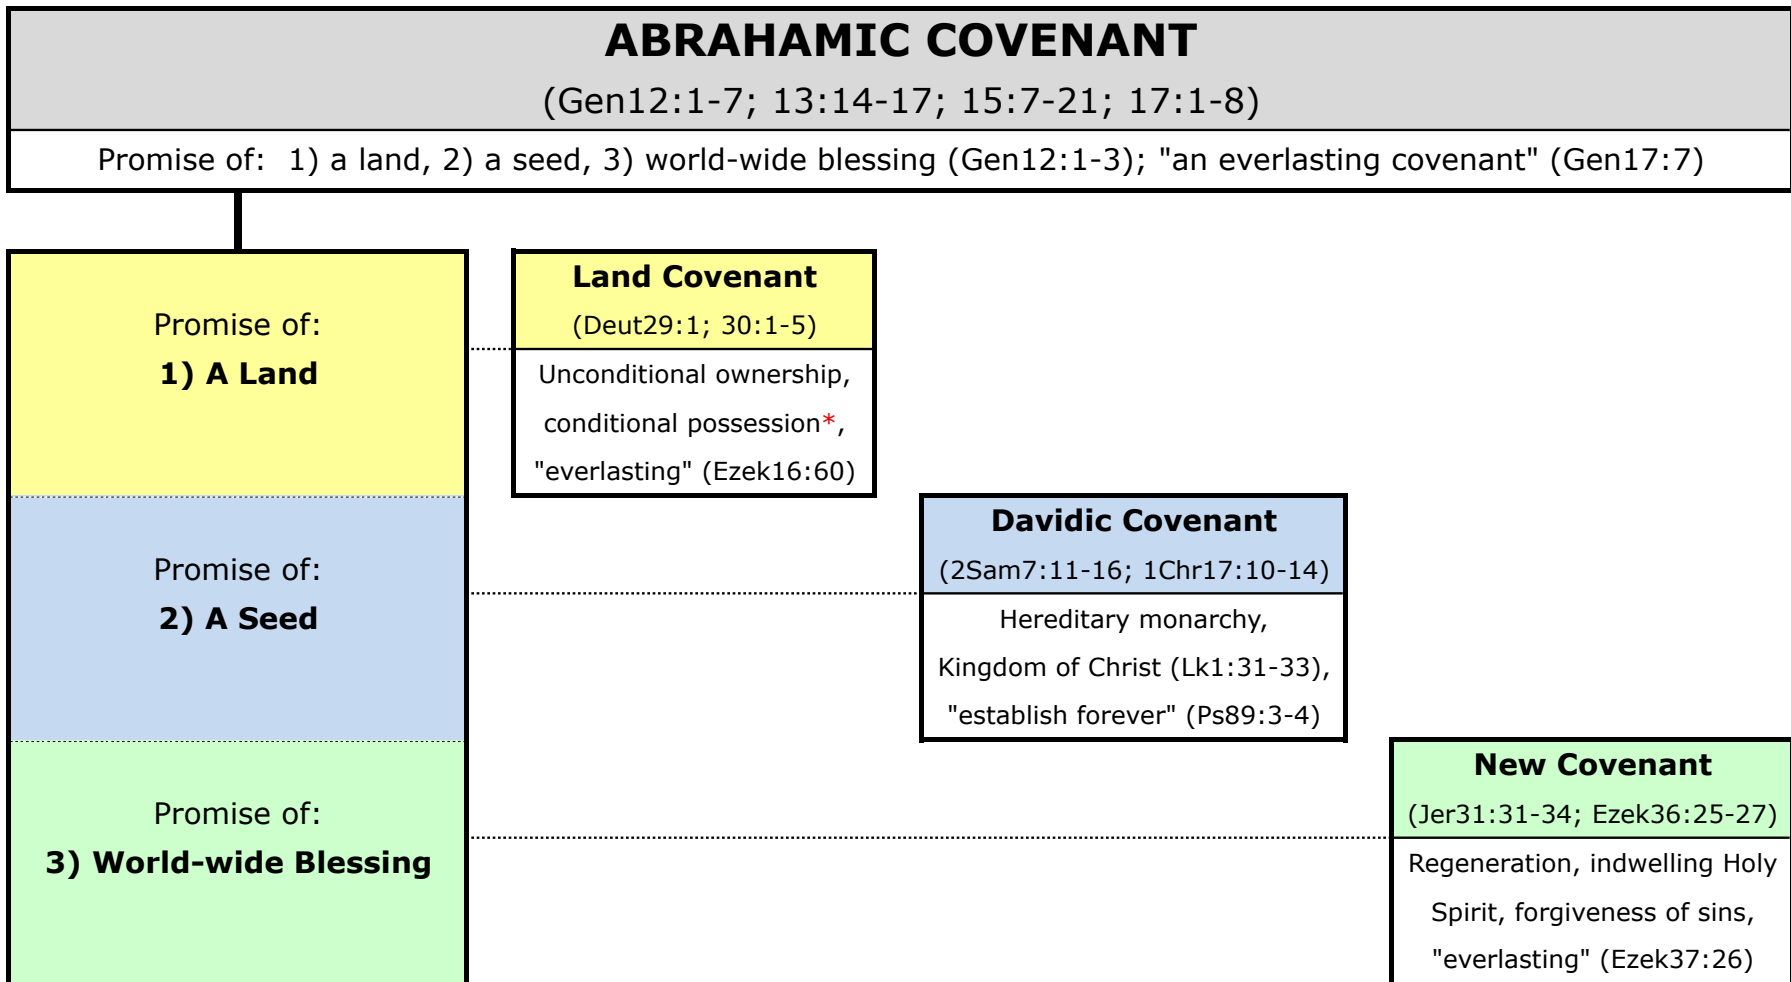 ABRAHAMIC COVENANT
(Gen12:1-7; 13:14-17; 15:7-21; 17:1-8)
Promise of:  1) a land, 2) a seed, 3) world-wide blessing (Gen12:1-3); "an everlasting covenant" (Gen17:7)
Promise of:
1) A Land
Land Covenant
(Deut29:1; 30:1-5)
Unconditional ownership,
conditional possession*,
"everlasting" (Ezek16:60)
Promise of:
2) A Seed
Davidic Covenant
(2Sam7:11-16; 1Chr17:10-14)
Hereditary monarchy,
Kingdom of Christ (Lk1:31-33),
"establish forever" (Ps89:3-4)
Promise of:
3) World-wide Blessing
New Covenant
(Jer31:31-34; Ezek36:25-27)
Regeneration, indwelling Holy
Spirit, forgiveness of sins,
"everlasting" (Ezek37:26)